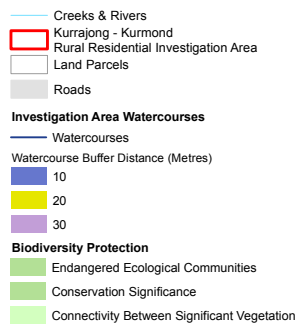 Creeks & Rivers
Kurrajong - Kurmond
Rural Residential Investigation Area
Land Parcels
Roads
Investigation Area Watercourses
Watercourses
Watercourse Buffer Distance (Metres)
10
20
30
Biodiversity Protection
Endangered Ecological Communities
Conservation Significance
Connectivity Between Significant Vegetation